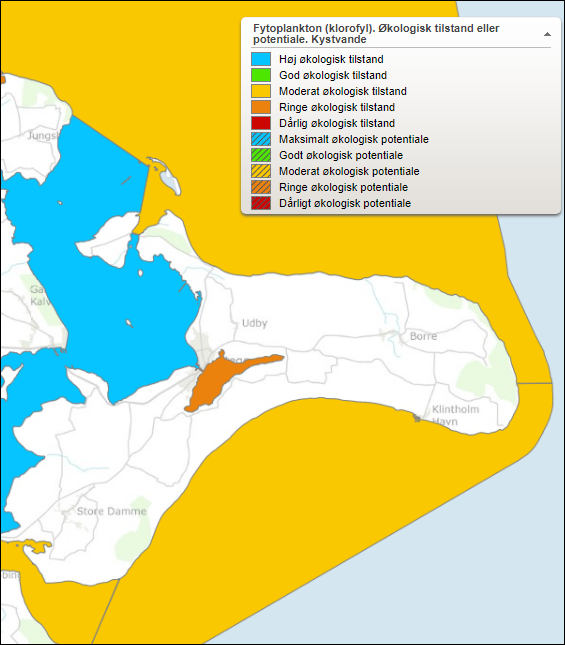 Fytoplankton (klorofyl). Økologisk tilstand eller
potentiale. Kystvande
Høj økologisk tilstand
God økologisk tilstand
Moderat økologisk tilstand
Ringe økologisk tilstand
Dårlig økologisk tilstand
Maksimalt økologisk potentiale
Godt økologisk potentiale
Moderat økologisk potentiale
Ringe økologisk potentiale
Dårligt økologisk potentiale
Jungs
Kalv
Udby
Borre
Klintholm
Havn
Store Damme